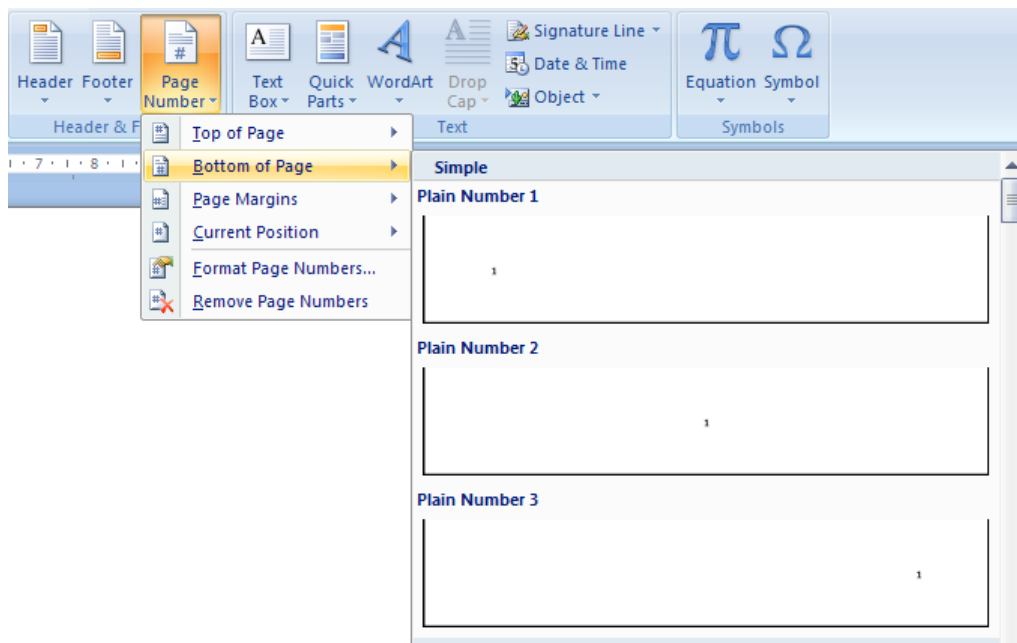 Header Footer Page Number
Text Box Quick Parts WordArt Drop Cap
Signature Line
Date & Time
Object
Equation Symbol
Header & F
Text
Symbols
7 8
Top of Page
Bottom of Page
Page Margins
Current Position
Format Page Numbers...
Remove Page Numbers
Simple
Plain Number 1
1
Plain Number 2
1
Plain Number 3
1